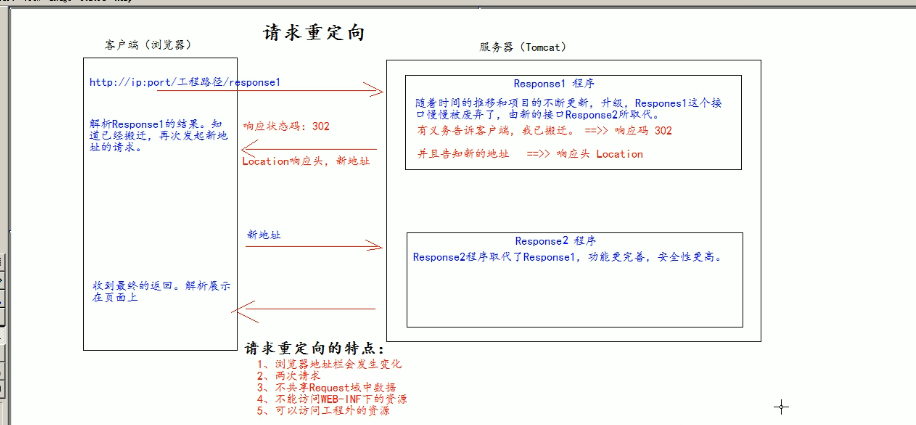 请求重定向
客户端（浏览器）
服务器（Tomcat）
http://ip:port/工程路径/response1
解析Response1的结果。知
道已经搬迁，再次发起新地
址的请求。
响应状态码：302
Location响应头，新地址
Response1 程序
随着时间的推移和项目的不断更新，升级，Respones1这个接
口慢慢被废弃了，由新的接口Response2所取代。
有义务告诉客户端，我已搬迁。 ==>> 响应码 302
并且告知新的地址 ==>> 响应头 Location
新地址
Response2 程序
Response2程序取代了Response1，功能更完善，安全性更高。
收到最终的返回。解析展示
在页面上
请求重定向的特点：
1、浏览器地址栏会发生变化
2、两次请求
3、不共享Request域中数据
4、不能访问WEB-INF下的资源
5、可以访问工程外的资源